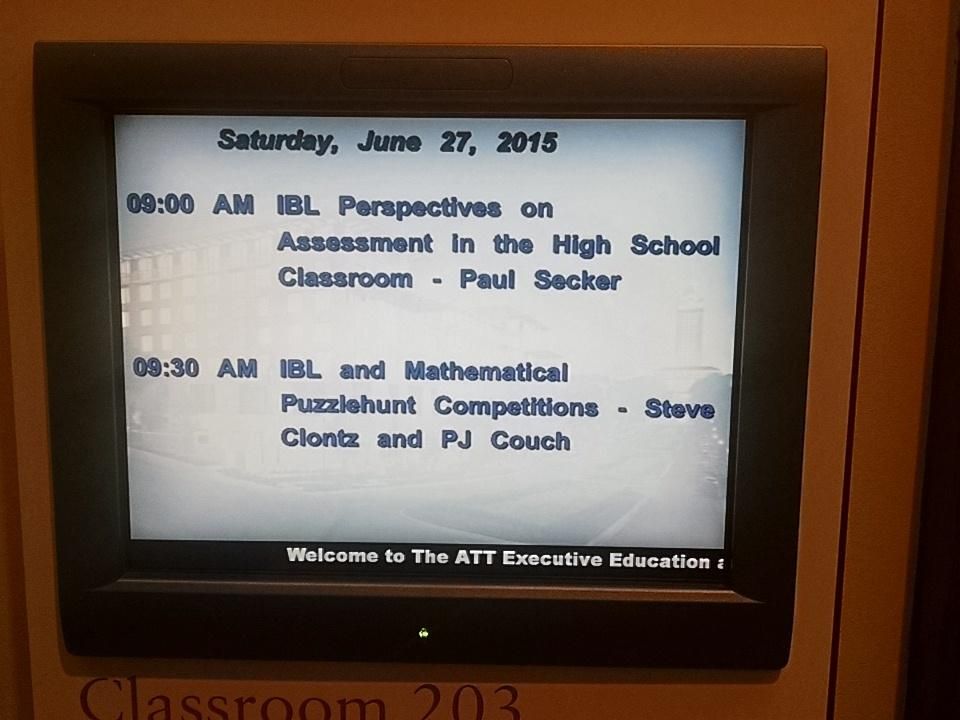 Saturday, June 27, 2015
09:00 AM IBL Perspectives on
Assessment in the High School
Classroom - Paul Secker
09:30 AM IBL and Mathematical
Puzzlehunt Competitions - Steve
Clontz and PJ Couch
Welcome to The ATT Executive Education a
Classroom 203